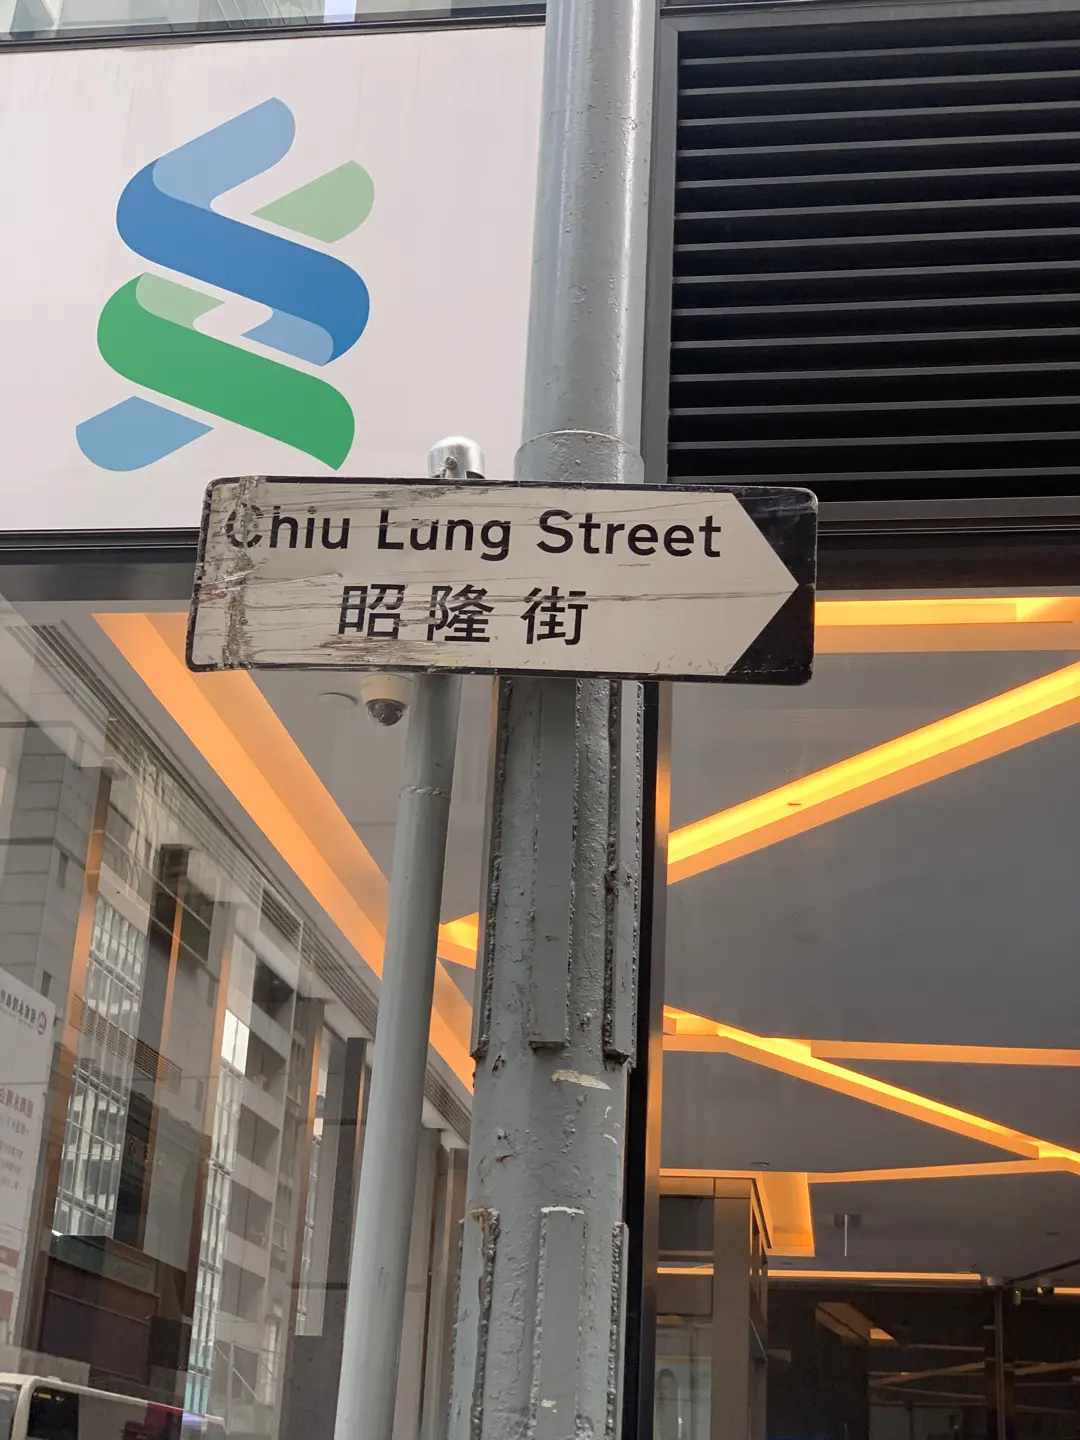 Chiu Lung Street
昭隆街